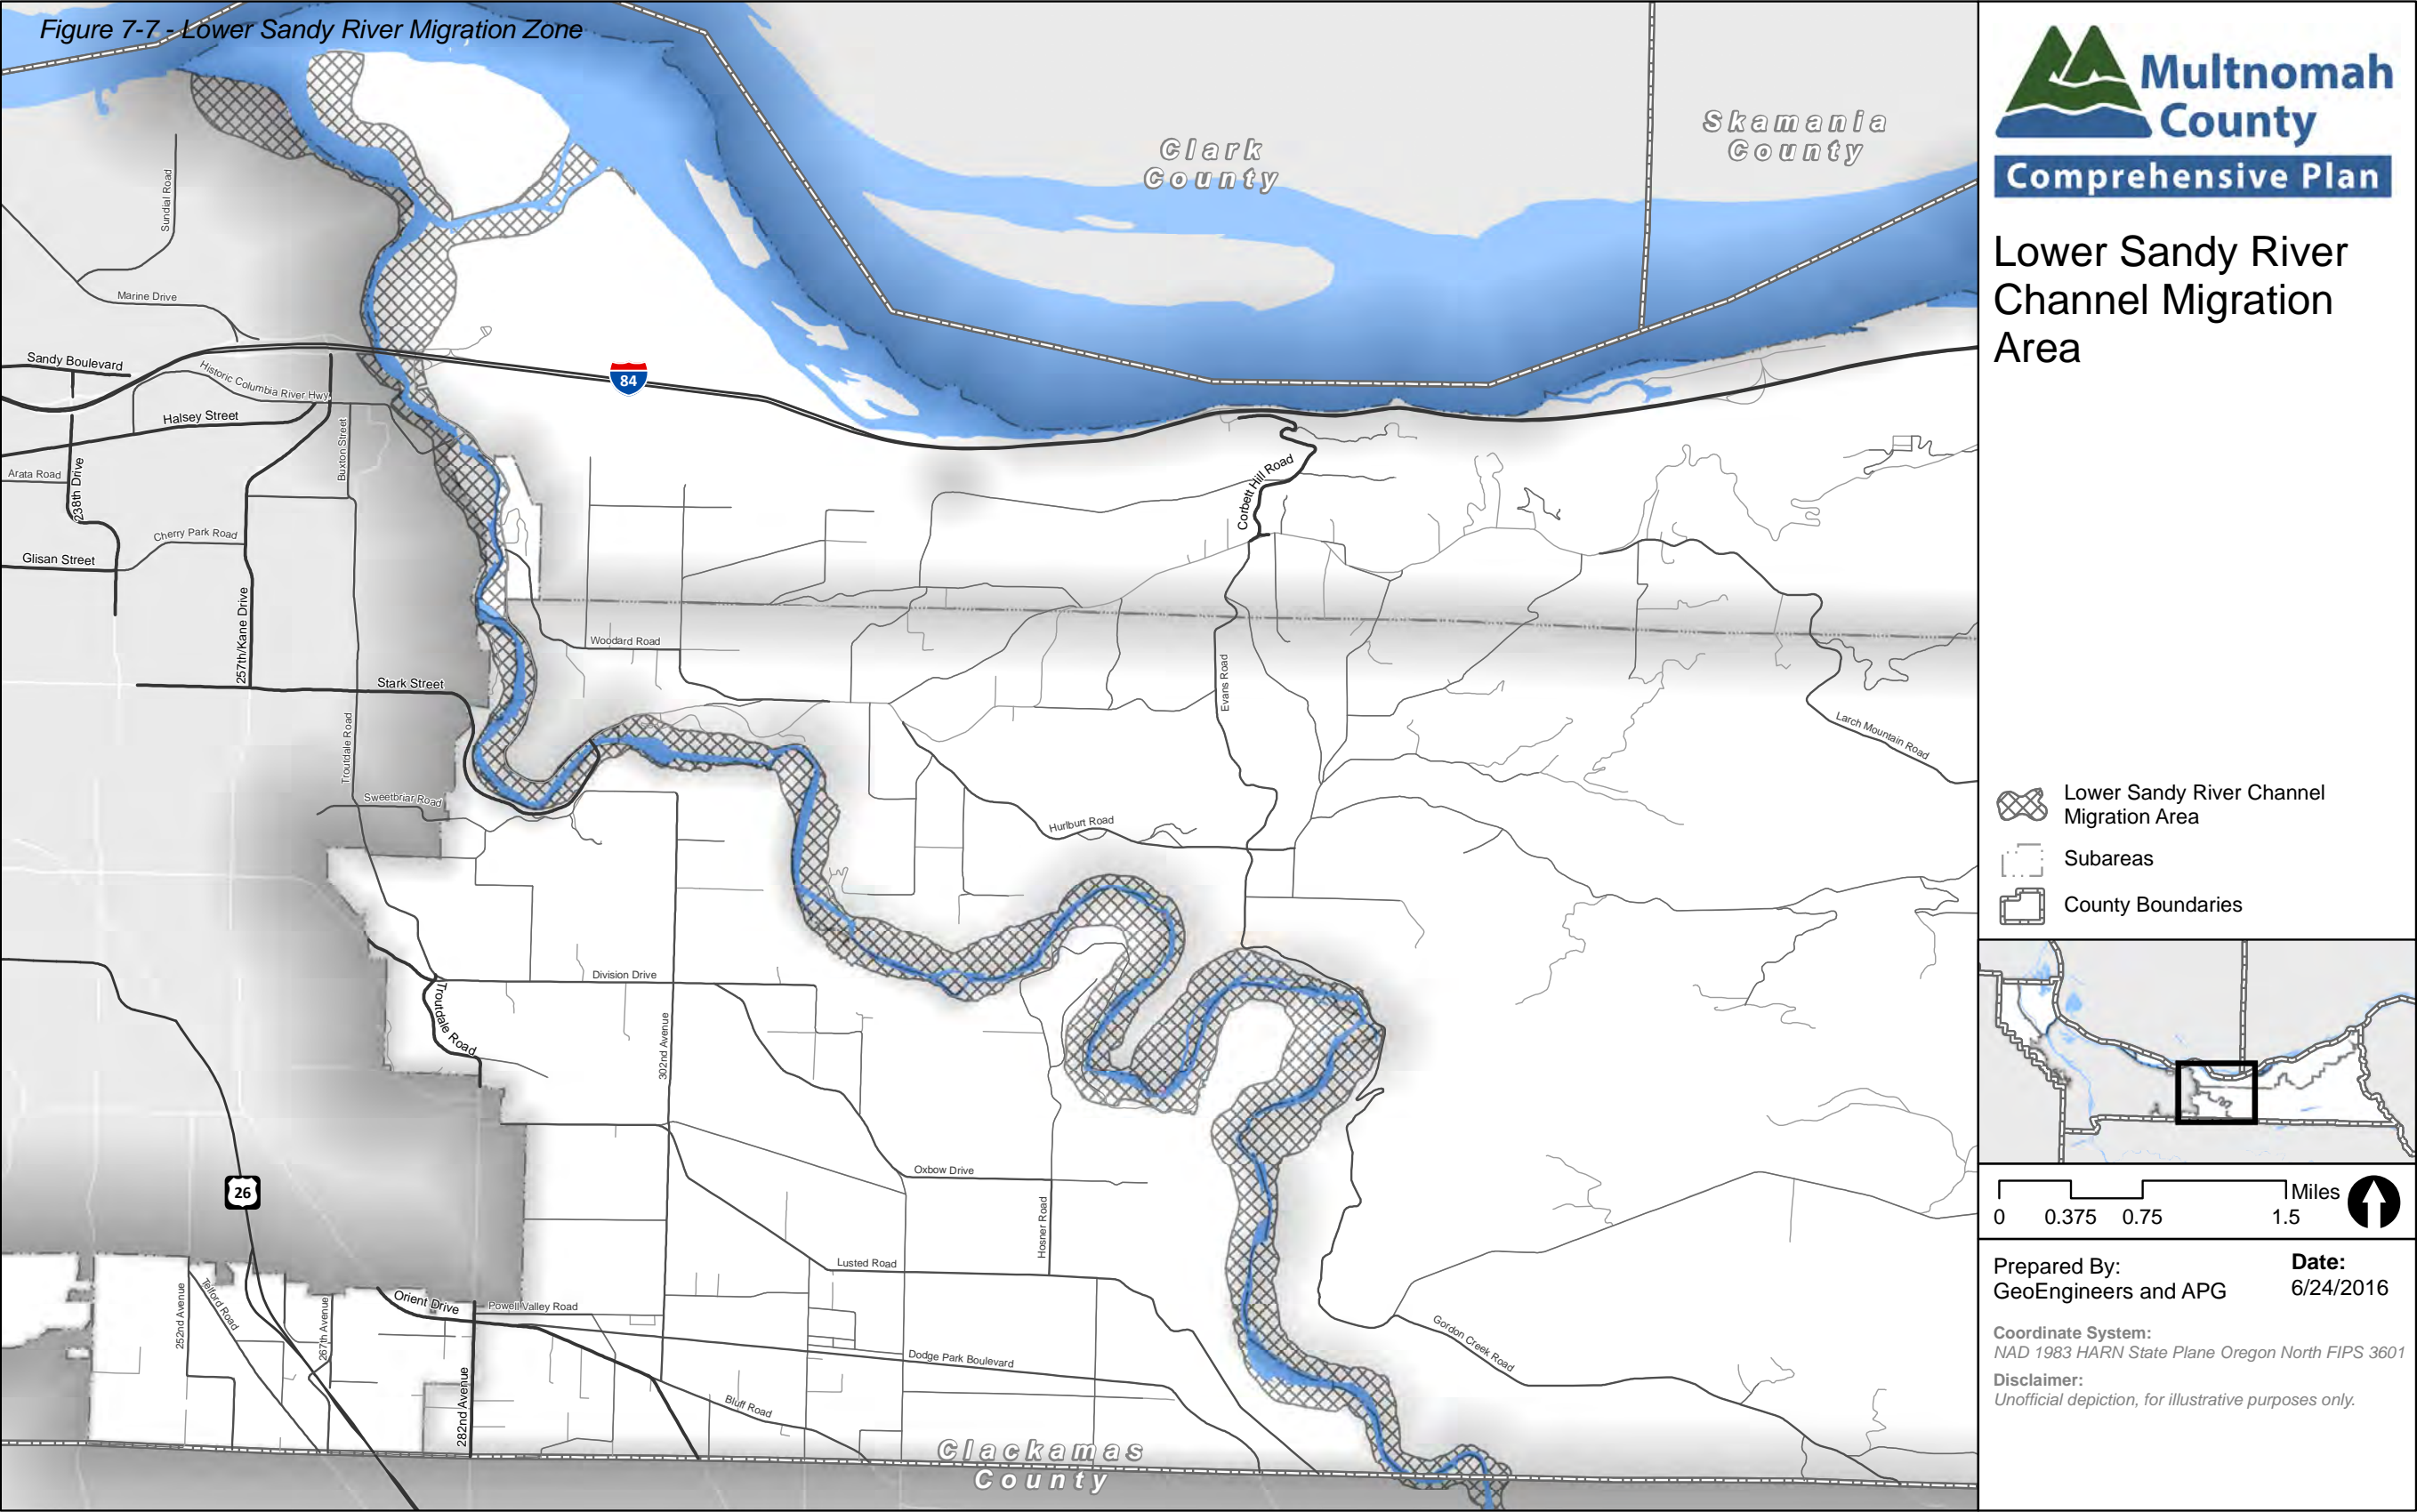 Figure 7-7 - Lower Sandy River Migration Zone
Clark
County
Skamania
County
Sundial Road
Marine Drive
Sandy Boulevard
Historic Columbia River Hwy
84
Halsey Street
Buxton Street
Arata Road
238th Drive
Corbett Hill Road
Cherry Park Road
Glisan Street
257th/Kane Drive
Woodard Road
Evans Road
Stark Street
Troutdale Road
Larch Mountain Road
Sweetbriar Road
Hurlburt Road
Division Drive
Troutdale Road
302nd Avenue
Oxbow Drive
26
Hosner Road
Lusted Road
252nd Avenue
Telford Road
267th Avenue
Orient Drive
Powell Valley Road
Gordon Creek Road
Dodge Park Boulevard
282nd Avenue
Bluff Road
Clackamas
County
Multnomah
County
Comprehensive Plan
Lower Sandy River
Channel Migration
Area
Lower Sandy River Channel
Migration Area
Subareas
County Boundaries
Miles
0 0.375 0.75 1.5
Prepared By:
GeoEngineers and APG
Date:
6/24/2016
Coordinate System:
NAD 1983 HARN State Plane Oregon North FIPS 3601
Disclaimer:
Unofficial depiction, for illustrative purposes only.